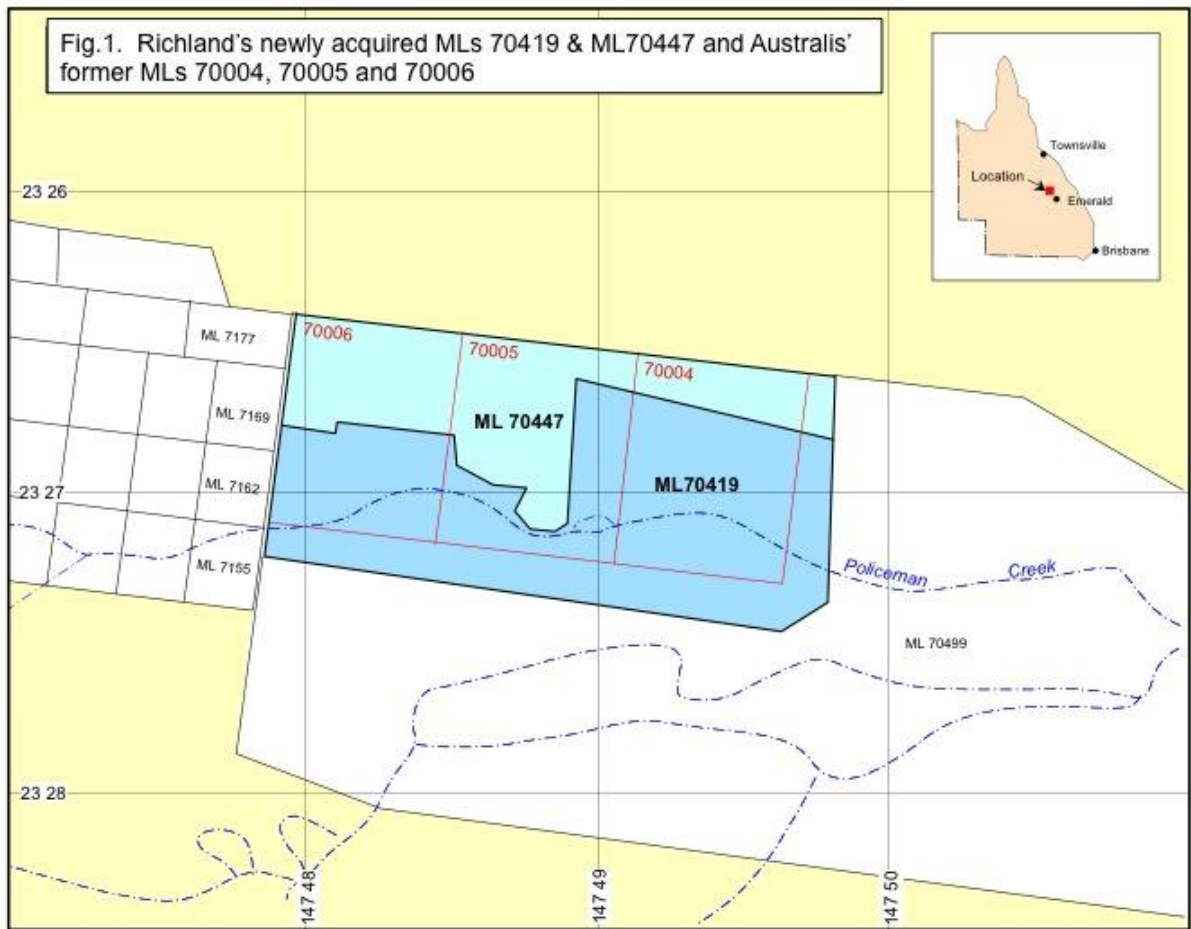 Fig.1. Richland's newly acquired MLs 70419 & ML70447 and Australis'
former MLs 70004, 70005 and 70006
Townsville
Location
Emerald
Brisbane
23 26
ML 7177
70006
70005
70004
ML 7169
ML 70447
ML 7162
ML70419
23 27
ML 7155
Policeman Creek
ML 70499
23 28
147 48
147 49
147 50